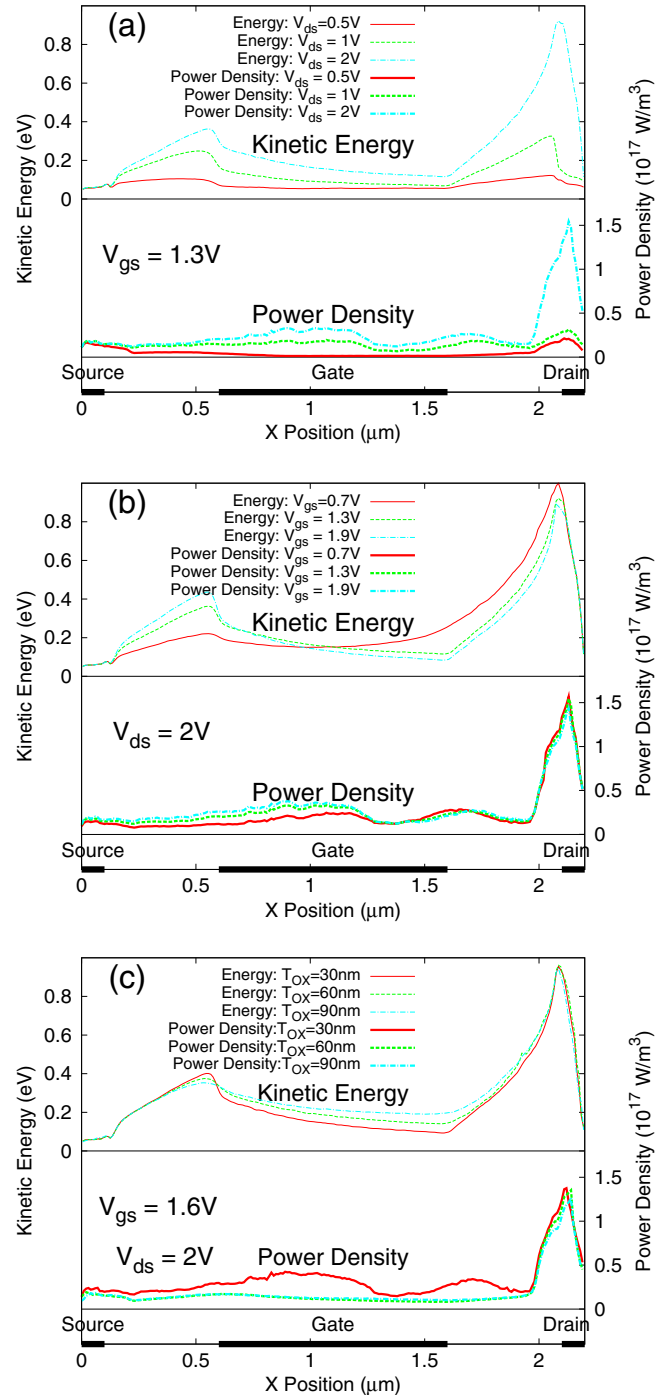 (a)
Energy: V_ds=0.5V
Energy: V_ds = 1V
Energy: V_ds = 2V
Power Density: V_ds = 0.5V
Power Density: V_ds = 1V
Power Density: V_ds = 2V
Kinetic Energy
Kinetic Energy (eV)
0.8
0.6
0.4
0.2
0
V_gs = 1.3V
Power Density
Power Density (10^17 W/m^3)
1.5
1
0.5
0
Source
Gate
Drain
0 0.5 1 1.5 2
X Position (μm)
(b)
Energy: V_gs=0.7V
Energy: V_gs = 1.3V
Energy: V_gs = 1.9V
Power Density: V_gs = 0.7V
Power Density: V_gs = 1.3V
Power Density: V_gs = 1.9V
Kinetic Energy
Kinetic Energy (eV)
0.8
0.6
0.4
0.2
0
V_ds = 2V
Power Density
Power Density (10^17 W/m^3)
1.5
1
0.5
0
Source
Gate
Drain
0 0.5 1 1.5 2
X Position (μm)
(c)
Energy: T_OX=30nm
Energy: T_OX=60nm
Energy: T_OX=90nm
Power Density:T_OX=30nm
Power Density:T_OX=60nm
Power Density:T_OX=90nm
Kinetic Energy
Kinetic Energy (eV)
0.8
0.6
0.4
0.2
0
V_gs = 1.6V
V_ds = 2V
Power Density
Power Density (10^17 W/m^3)
1.5
1
0.5
0
Source
Gate
Drain
0 0.5 1 1.5 2
X Position (μm)